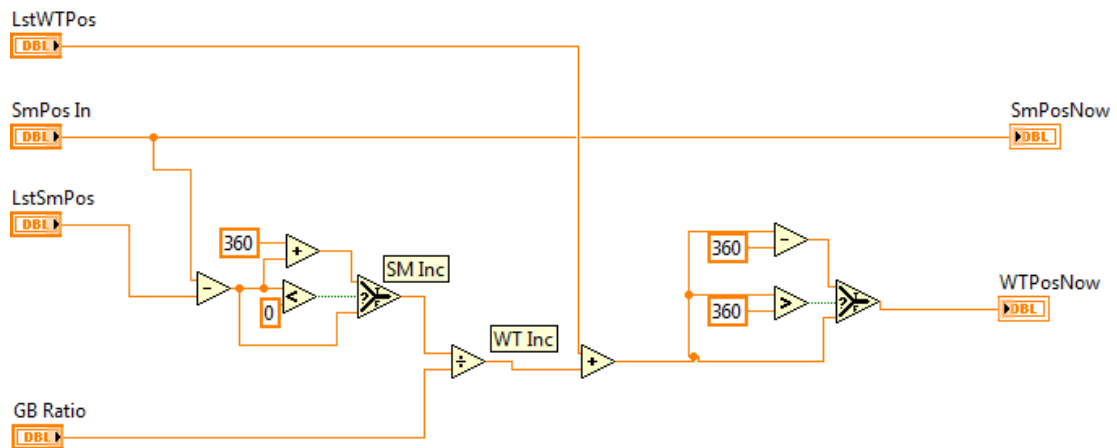 LstWTPos
DBL
SmPos In
DBL
SmPosNow
DBL
LstSmPos
DBL
360
+
SM Inc
-
<
0
?
T
F
360
-
360
>
?
T
F
WTPosNow
DBL
÷
WT Inc
+
GB Ratio
DBL